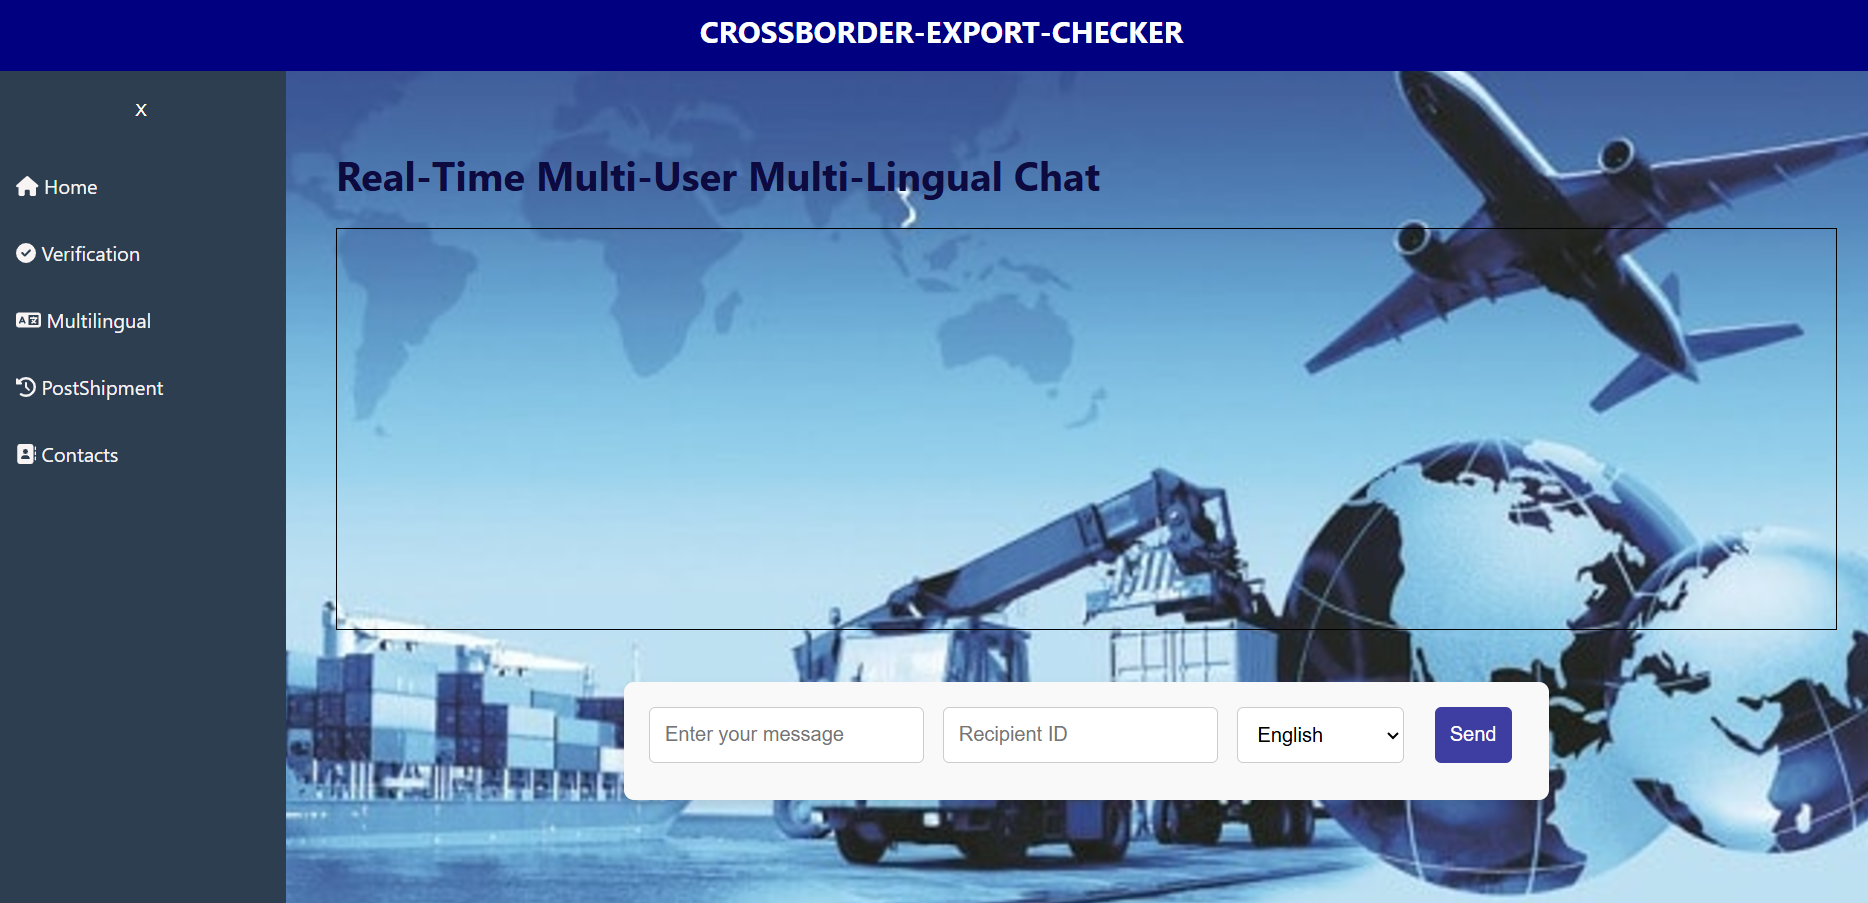 CROSSBORDER-EXPORT-CHECKER
X
Home
Verification
Multilingual
PostShipment
Contacts
Real-Time Multi-User Multi-Lingual Chat
Enter your message
Recipient ID
English
Send